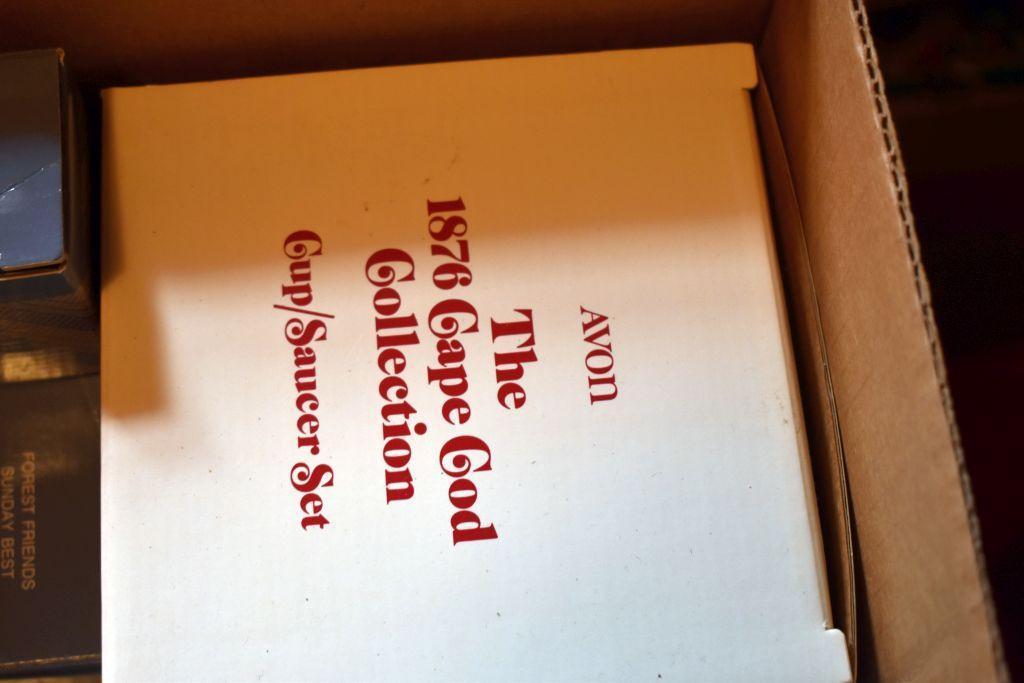 AVON
The
1876 Cape Cod
Collection
Cup/Saucer Set
FOREST FRIENDS
SUNDAY BEST